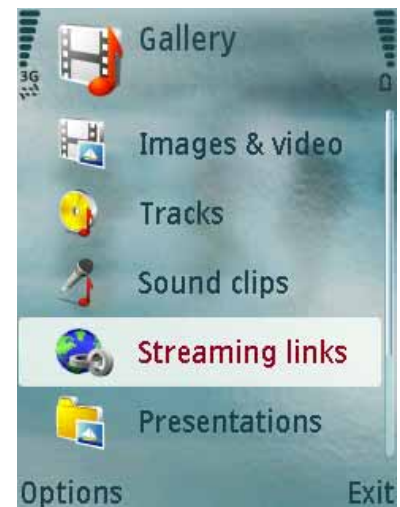 Gallery
3G
Images & video
Tracks
Sound clips
Streaming links
Presentations
Options Exit